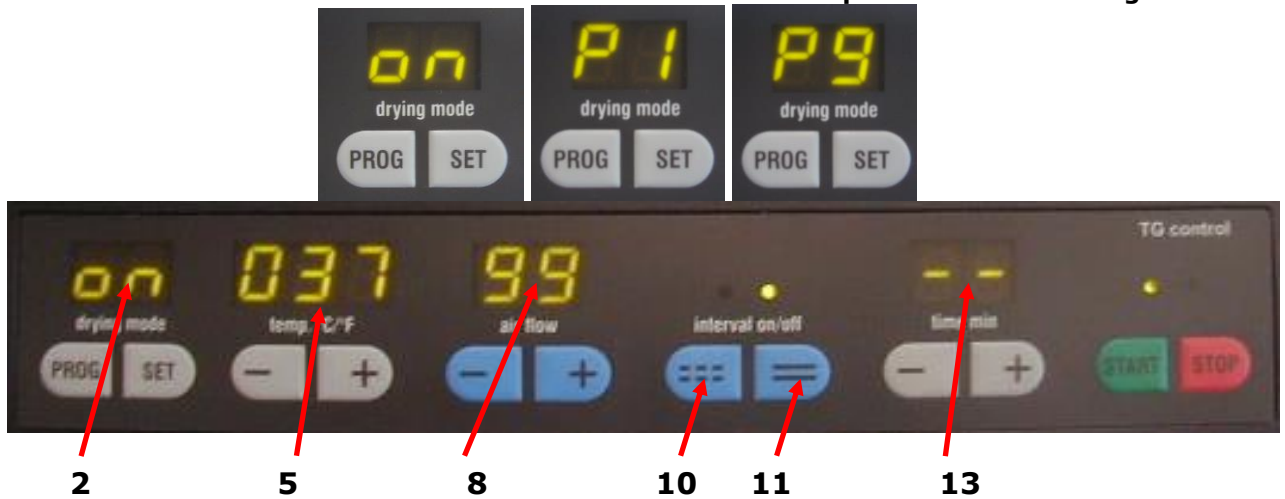 on P1 P9
drying mode drying mode drying mode
PROG SET PROG SET PROG SET
TG control
on 037 99 - -
drying mode temp. °C/°F air flow interval on/off time min
PROG SET − + − + − + START STOP
2 5 8 10 11 13